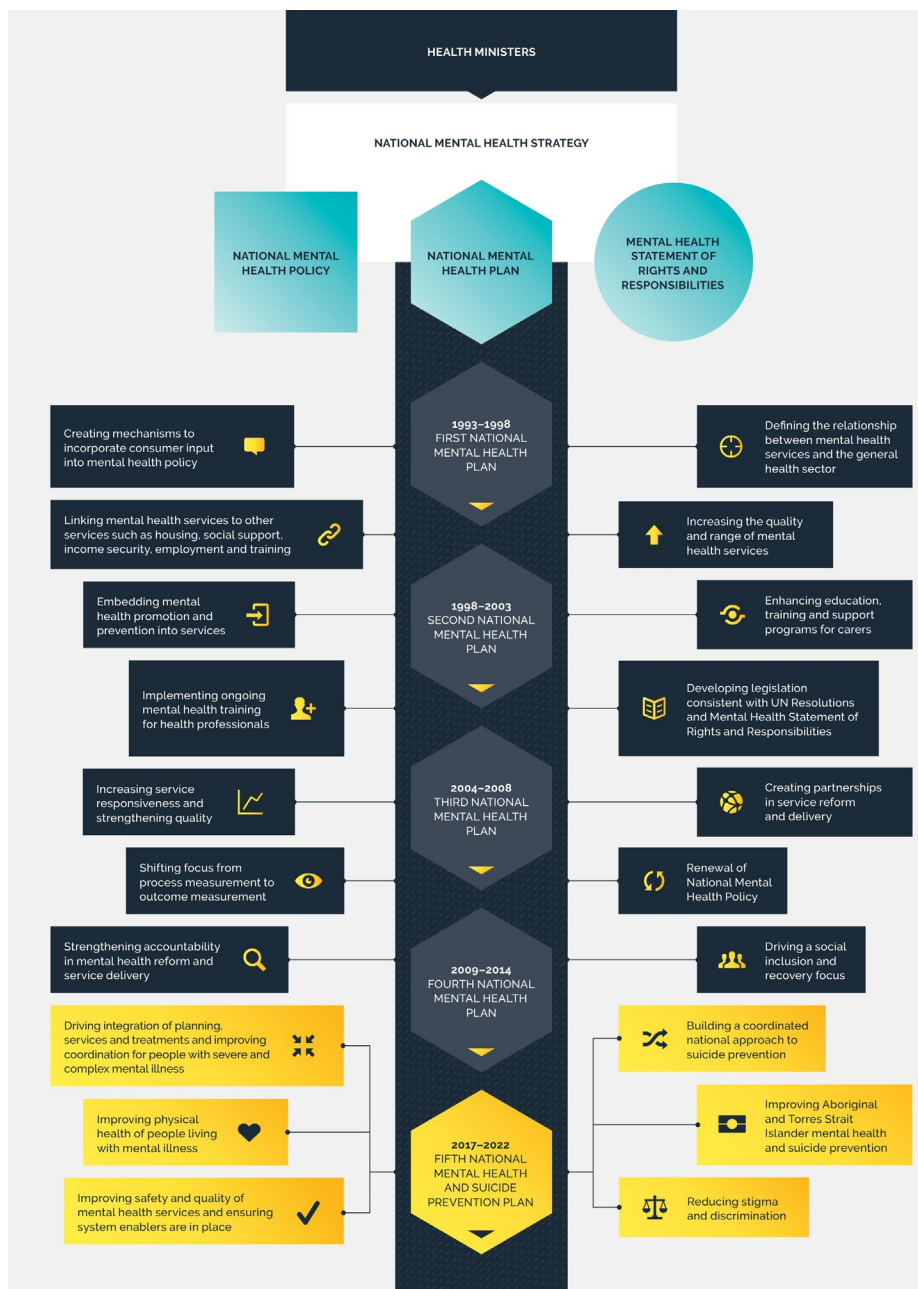 HEALTH MINISTERS
NATIONAL MENTAL HEALTH STRATEGY
NATIONAL MENTAL
HEALTH POLICY
NATIONAL MENTAL
HEALTH PLAN
MENTAL HEALTH
STATEMENT OF
RIGHTS AND
RESPONSIBILITIES
1993–1998
FIRST NATIONAL
MENTAL HEALTH
PLAN
Creating mechanisms to
incorporate consumer input
into mental health policy
Defining the relationship
between mental health
services and the general
health sector
Linking mental health services to other
services such as housing, social support,
income security, employment and training
Increasing the quality
and range of mental
health services
1998–2003
SECOND NATIONAL
MENTAL HEALTH
PLAN
Embedding mental
health promotion and
prevention into services
Enhancing education,
training and support
programs for carers
Implementing ongoing
mental health training
for health professionals
Developing legislation
consistent with UN Resolutions
and Mental Health Statement of
Rights and Responsibilities
2004–2008
THIRD NATIONAL
MENTAL HEALTH
PLAN
Increasing service
responsiveness and
strengthening quality
Creating partnerships
in service reform
and delivery
Shifting focus from
process measurement to
outcome measurement
Renewal of
National Mental
Health Policy
2009–2014
FOURTH NATIONAL
MENTAL HEALTH
PLAN
Strengthening accountability
in mental health reform and
service delivery
Driving a social
inclusion and
recovery focus
Driving integration of planning,
services and treatments and improving
coordination for people with severe and
complex mental illness
Building a coordinated
national approach to
suicide prevention
2017–2022
FIFTH NATIONAL
MENTAL HEALTH
AND SUICIDE
PREVENTION PLAN
Improving physical
health of people living
with mental illness
Improving Aboriginal
and Torres Strait
Islander mental health
and suicide prevention
Improving safety and quality of
mental health services and ensuring
system enablers are in place
Reducing stigma
and discrimination